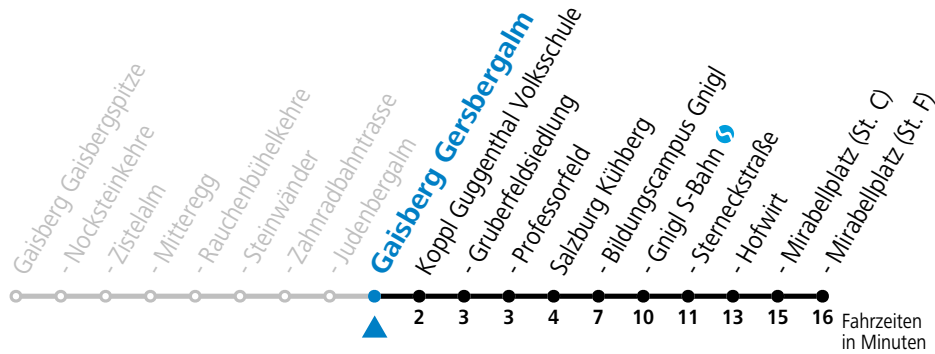 Gaisberg Gaisbergspitze
- Nocksteinkehre
- Zistelalm
- Mitteregg
- Rauchenbühelkehre
- Steinwänder
- Zahnradbahntrasse
- Judenbergalm
Gaisberg Gersbergalm
Koppl Guggenthal Volksschule
- Gruberfeldsiedlung
- Professorfeld
Salzburg Kühberg
- Bildungscampus Gnigl
- Gnigl S-Bahn
- Sterneckstraße
- Hofwirt
- Mirabellplatz (St. C)
- Mirabellplatz (St. F)
2 3 3 4 7 10 11 13 15 16
Fahrzeiten
in Minuten